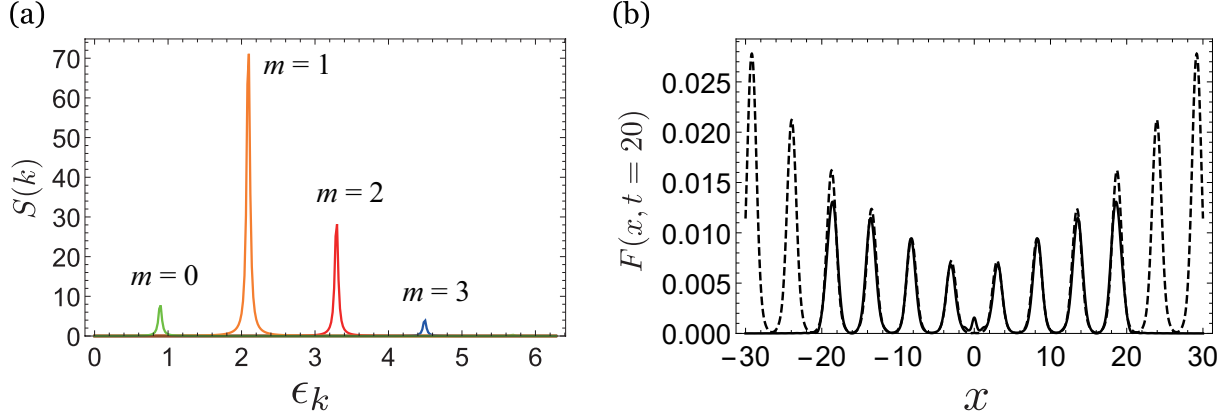 (a)
S(k)
70
60
50
40
30
20
10
0
m = 0
m = 1
m = 2
m = 3
0 1 2 3 4 5 6
ϵk
(b)
F(x, t = 20)
0.025
0.020
0.015
0.010
0.005
0.000
−30 −20 −10 0 10 20 30
x